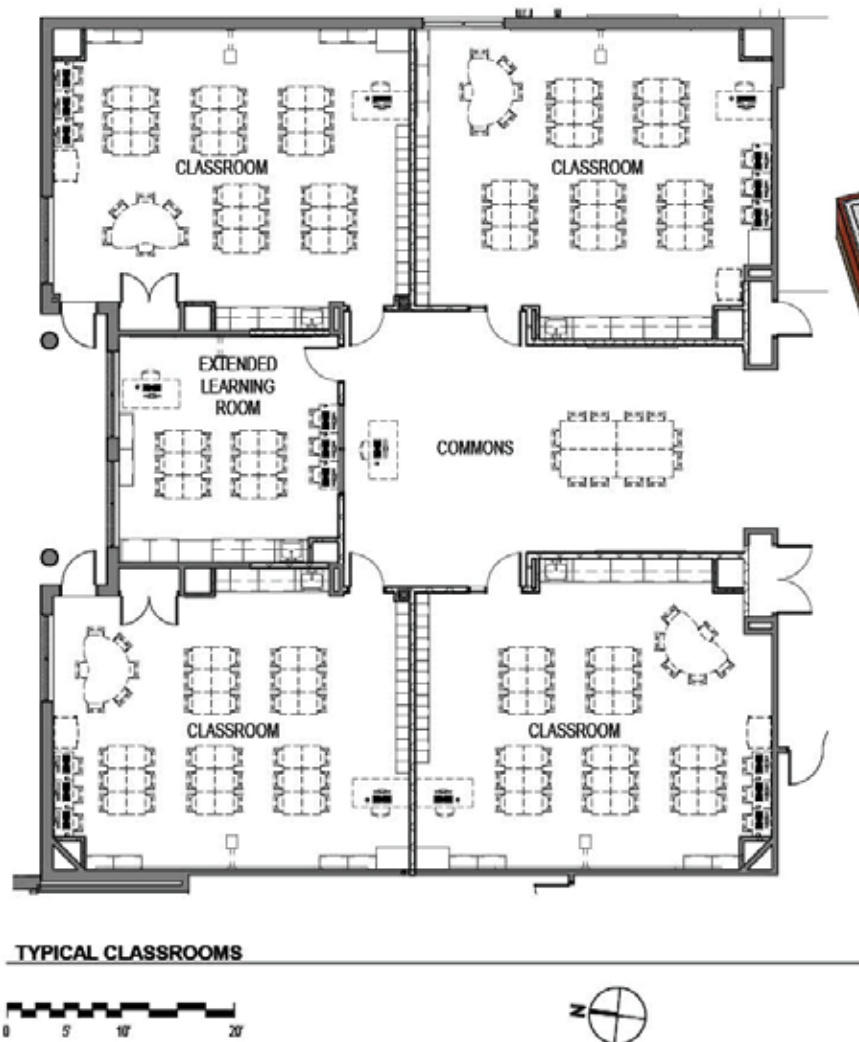 CLASSROOM
CLASSROOM
EXTENDED
LEARNING
ROOM
COMMONS
CLASSROOM
CLASSROOM
TYPICAL CLASSROOMS
0 5' 10' 20'
N